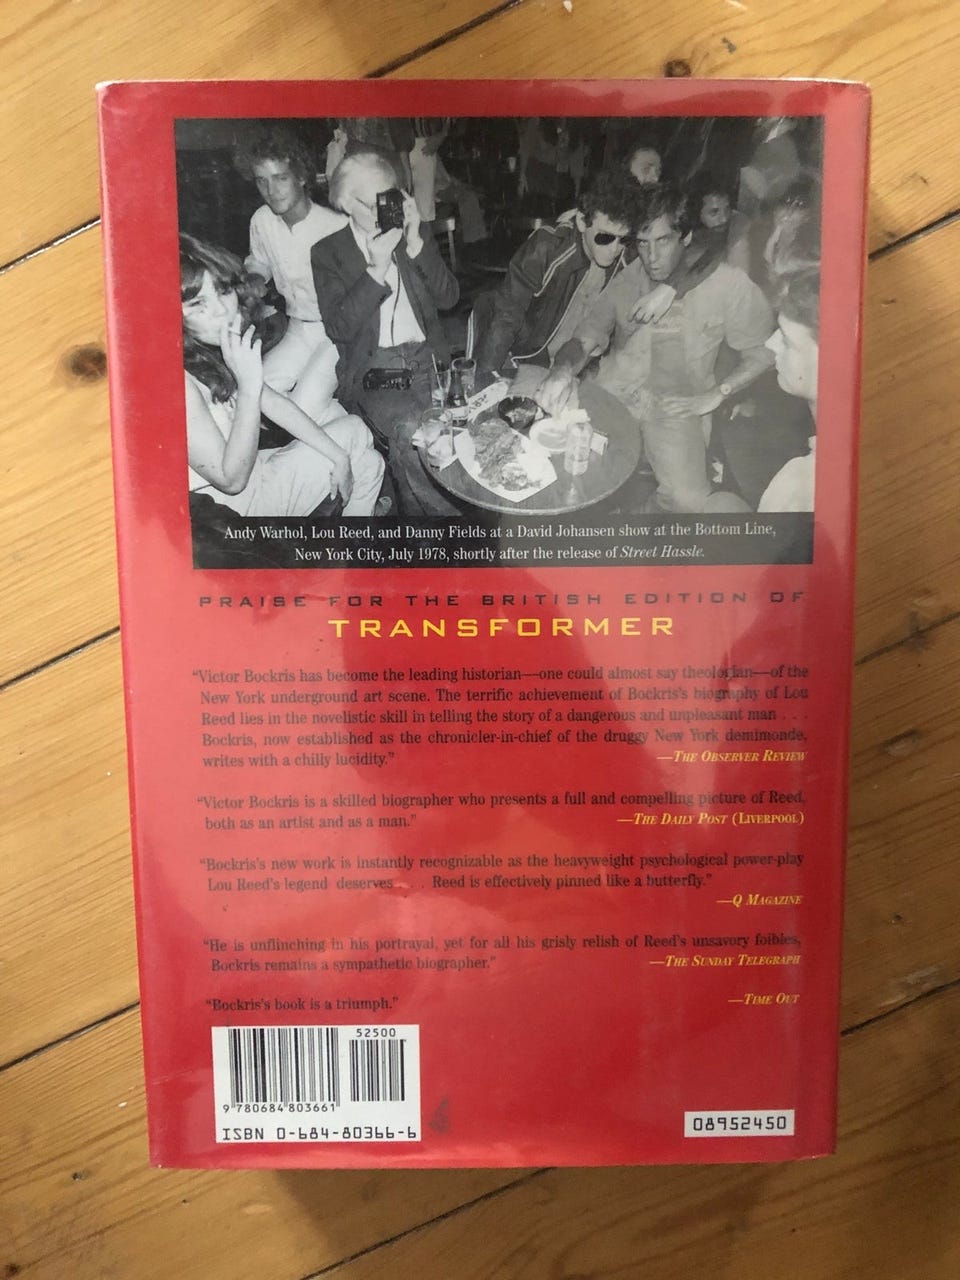 Andy Warhol, Lou Reed, and Danny Fields at a David Johansen show at the Bottom Line,
New York City, July 1978, shortly after the release of Street Hassle.
PRAISE FOR THE BRITISH EDITION OF
TRANSFORMER
“Victor Bockris has become the leading historian—one could almost say theologian—of the
New York underground art scene. The terrific achievement of Bockris’s biography of Lou
Reed lies in the novelistic skill in telling the story of a dangerous and unpleasant man . . .
Bockris, now established as the chronicler-in-chief of the druggy New York demimonde,
writes with a chilly lucidity.” —THE OBSERVER REVIEW
“Victor Bockris is a skilled biographer who presents a full and compelling picture of Reed,
both as an artist and as a man.” —THE DAILY POST (LIVERPOOL)
“Bockris’s new work is instantly recognizable as the heavyweight psychological power-play
Lou Reed’s legend deserves . . . . Reed is effectively pinned like a butterfly.”
—Q MAGAZINE
“He is unflinching in his portrayal, yet for all his grisly relish of Reed’s unsavory foibles,
Bockris remains a sympathetic biographer.” —THE SUNDAY TELEGRAPH
“Bockris’s book is a triumph.” —TIME OUT
52500
9 780684 803661
ISBN 0-684-80366-6
08952450